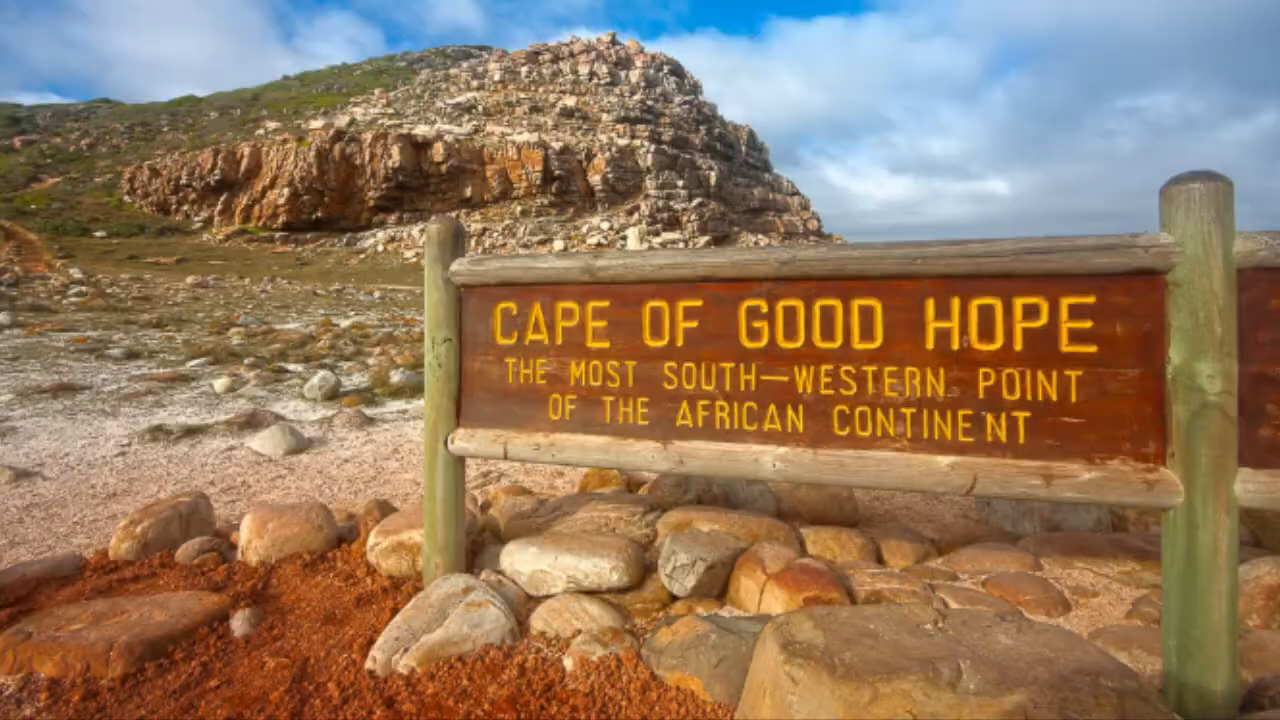 CAPE OF GOOD HOPE
THE MOST SOUTH-WESTERN POINT
OF THE AFRICAN CONTINENT